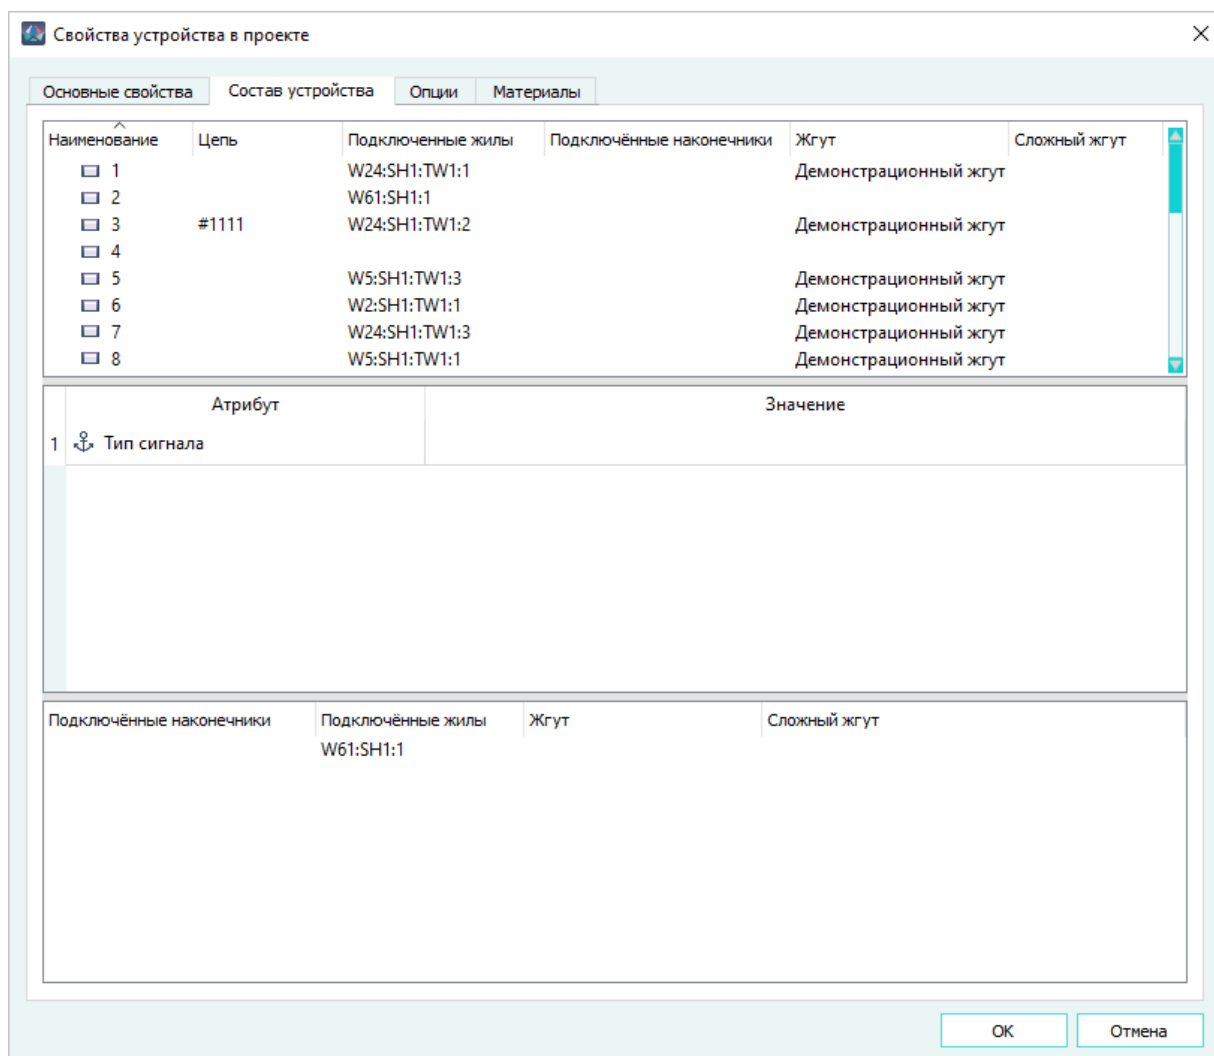 Свойства устройства в проекте
Основные свойства Состав устройства Опции Материалы
Наименование Цепь Подключенные жилы Подключённые наконечники Жгут Сложный жгут
1 W24:SH1:TW1:1 Демонстрационный жгут
2 W61:SH1:1
3 #1111 W24:SH1:TW1:2 Демонстрационный жгут
4
5 W5:SH1:TW1:3 Демонстрационный жгут
6 W2:SH1:TW1:1 Демонстрационный жгут
7 W24:SH1:TW1:3 Демонстрационный жгут
8 W5:SH1:TW1:1 Демонстрационный жгут
Атрибут Значение
1 Тип сигнала
Подключённые наконечники Подключённые жилы Жгут Сложный жгут
W61:SH1:1
ОК Отмена